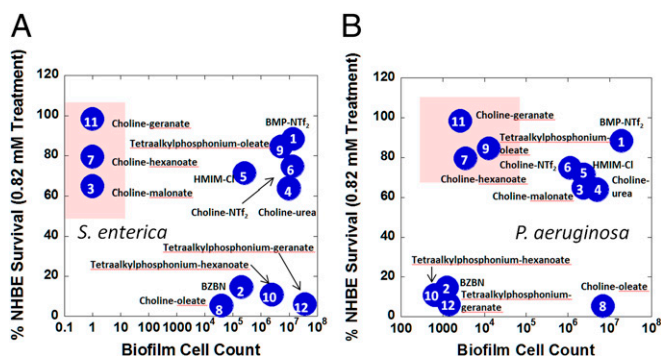 A
B
% NHBE Survival (0.82 mM Treatment)
120
100
80
60
40
20
0
11
Choline-geranate
7
Choline-hexanoate
3
Choline-malonate
BMP-NTf₂
1
Tetraalkylphosphonium-oleate
9
HMIM-Cl
5
6
Choline-NTf₂
4
Choline-urea
S. enterica
Tetraalkylphosphonium-geranate
Tetraalkylphosphonium-hexanoate
BZBN
2
10
12
Choline-oleate
8
0.1 1 10 100 1000 10⁴ 10⁵ 10⁶ 10⁷ 10⁸
Biofilm Cell Count
% NHBE Survival (0.82 mM Treatment)
120
100
80
60
40
20
0
11
Choline-geranate
BMP-NTf₂
1
9
Tetraalkylphosphonium-
oleate
7
Choline-hexanoate
Choline-NTf₂
6
HMIM-Cl
5
Choline-malonate
3
4
Choline-
urea
P. aeruginosa
Tetraalkylphosphonium-hexanoate
BZBN
2
10
12
Tetraalkylphosphonium-
geranate
Choline-oleate
8
100 1000 10⁴ 10⁵ 10⁶ 10⁷ 10⁸
Biofilm Cell Count